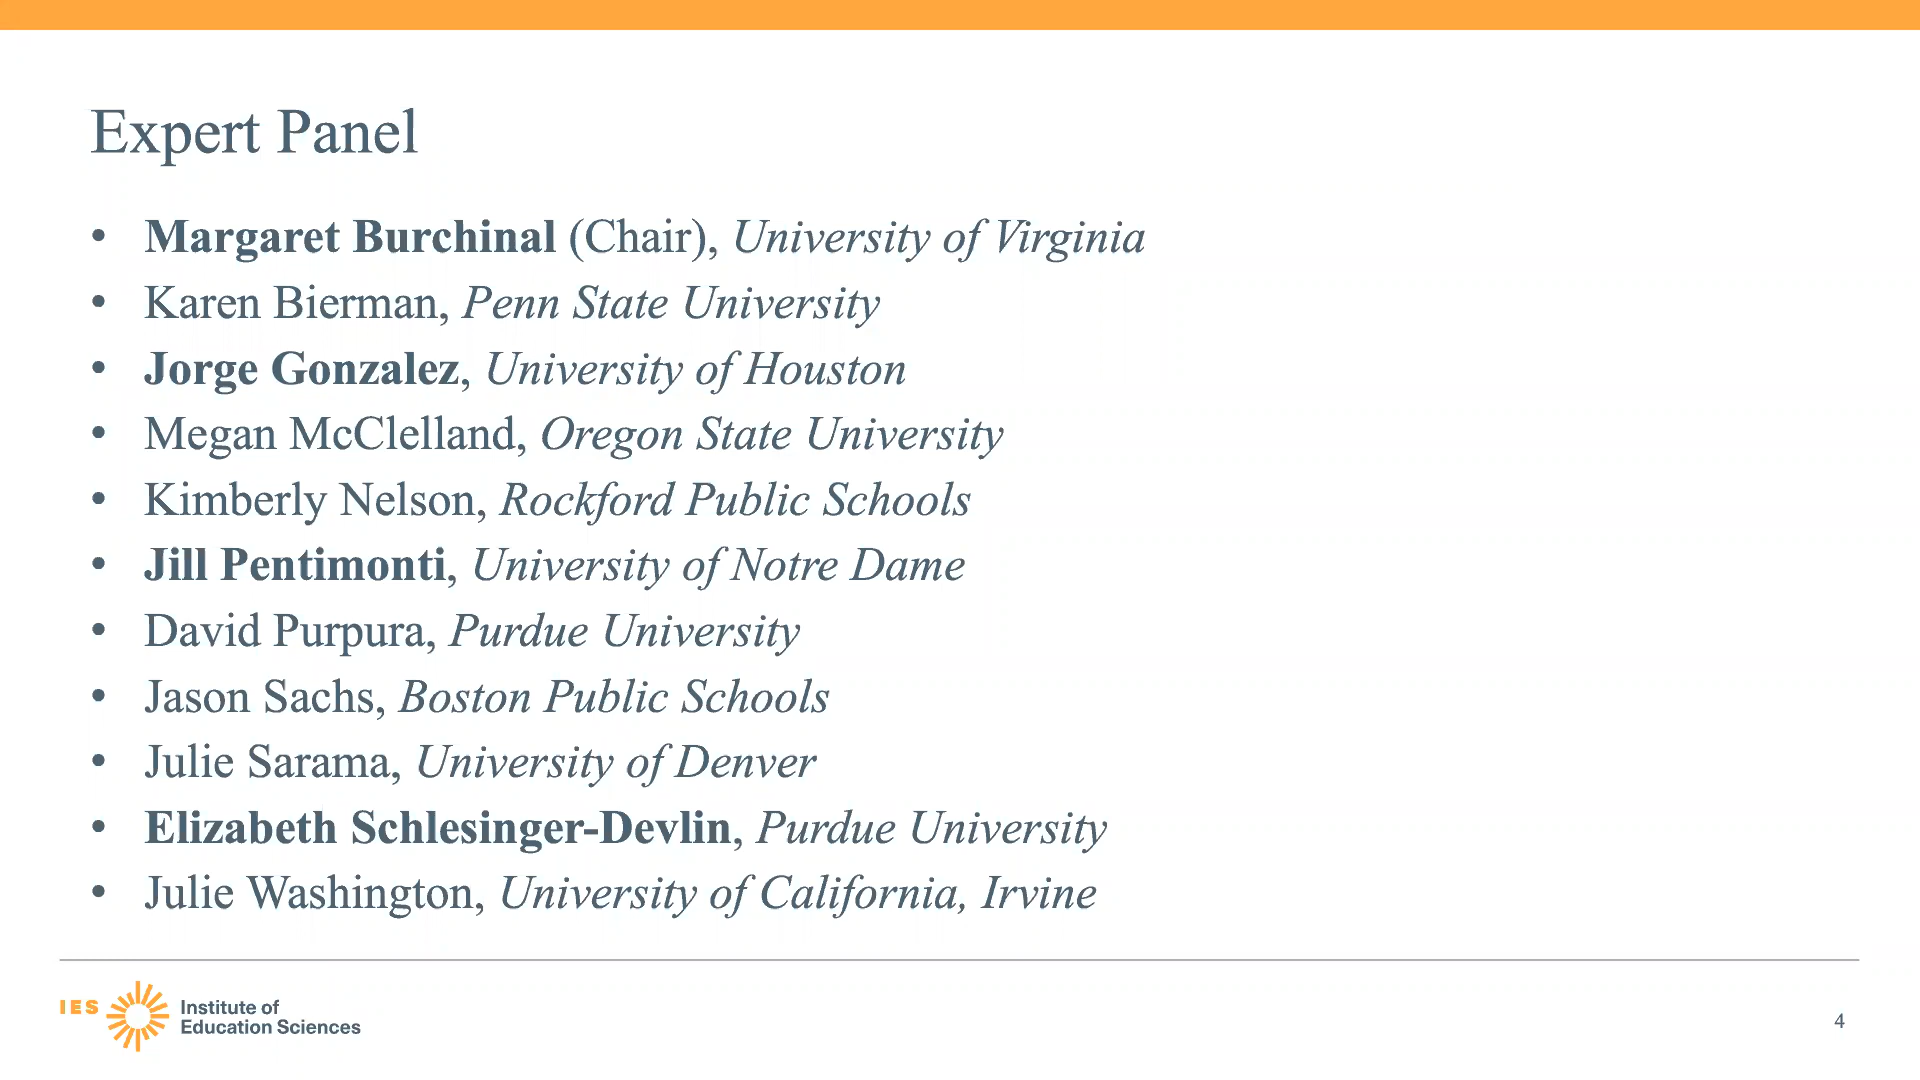 Expert Panel
• Margaret Burchinal (Chair), University of Virginia
• Karen Bierman, Penn State University
• Jorge Gonzalez, University of Houston
• Megan McClelland, Oregon State University
• Kimberly Nelson, Rockford Public Schools
• Jill Pentimonti, University of Notre Dame
• David Purpura, Purdue University
• Jason Sachs, Boston Public Schools
• Julie Sarama, University of Denver
• Elizabeth Schlesinger-Devlin, Purdue University
• Julie Washington, University of California, Irvine
IES
Institute of
Education Sciences
4